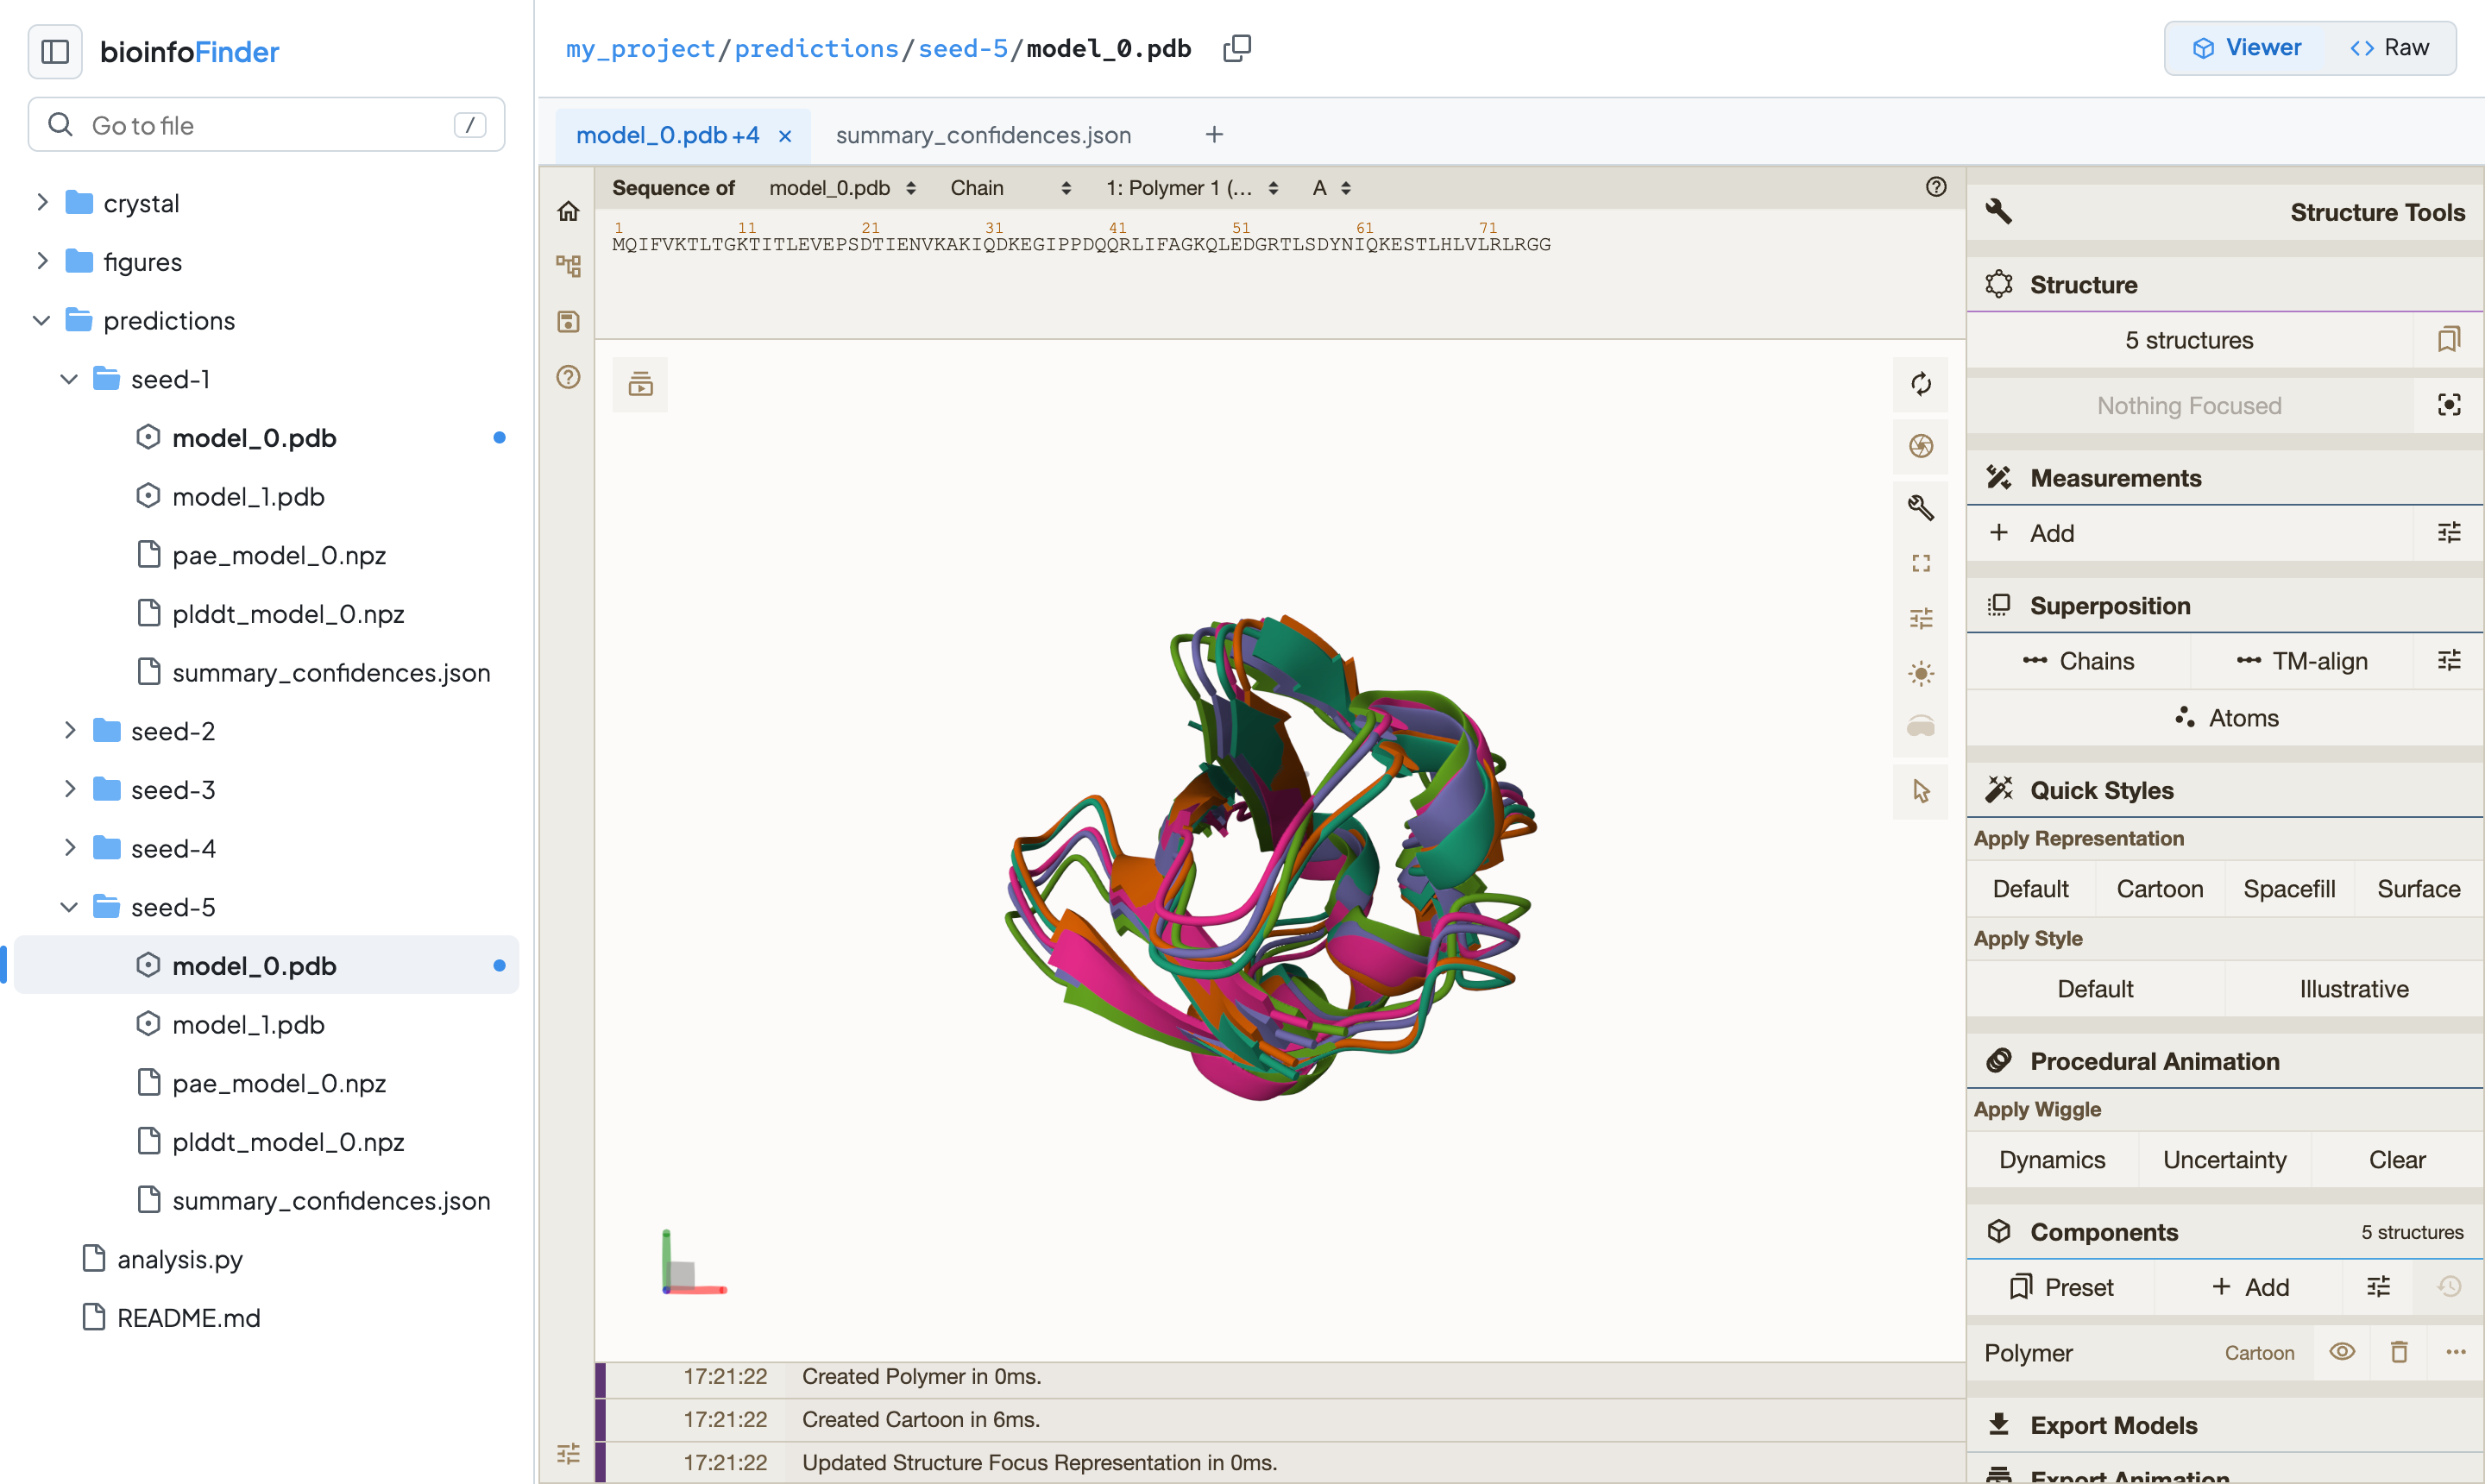 bioinfoFinder
Go to file /
crystal
figures
predictions
seed-1
model_0.pdb
model_1.pdb
pae_model_0.npz
plddt_model_0.npz
summary_confidences.json
seed-2
seed-3
seed-4
seed-5
model_0.pdb
model_1.pdb
pae_model_0.npz
plddt_model_0.npz
summary_confidences.json
analysis.py
README.md
my_project/predictions/seed-5/model_0.pdb
Viewer <> Raw
model_0.pdb +4 × summary_confidences.json +
Sequence of model_0.pdb Chain 1: Polymer 1 (... A
1 11 21 31 41 51 61 71
MQIFVKTLTGKTITLEVEPSDTIENVKAKIQDKEGIPPDQQRLIFAGKQLEDGRTLSDYNIQKESTLHLVLRLRGG
17:21:22 Created Polymer in 0ms.
17:21:22 Created Cartoon in 6ms.
17:21:22 Updated Structure Focus Representation in 0ms.
Structure Tools
Structure
5 structures
Nothing Focused
Measurements
+ Add
Superposition
Chains TM-align
Atoms
Quick Styles
Apply Representation
Default Cartoon Spacefill Surface
Apply Style
Default Illustrative
Procedural Animation
Apply Wiggle
Dynamics Uncertainty Clear
Components 5 structures
Preset + Add
Polymer Cartoon
Export Models
Export Animation